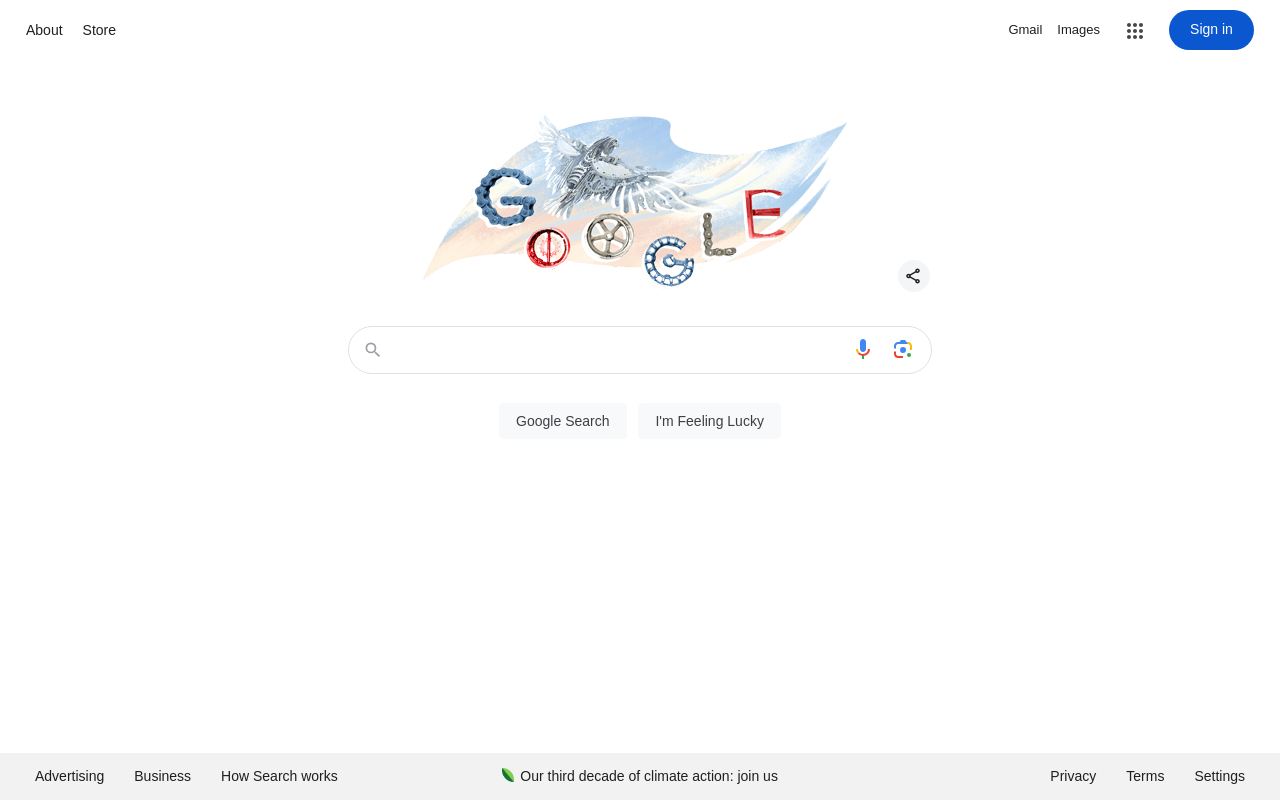 About Store Gmail Images Sign in
GOOGLE
Google Search I'm Feeling Lucky
Advertising Business How Search works Our third decade of climate action: join us Privacy Terms Settings